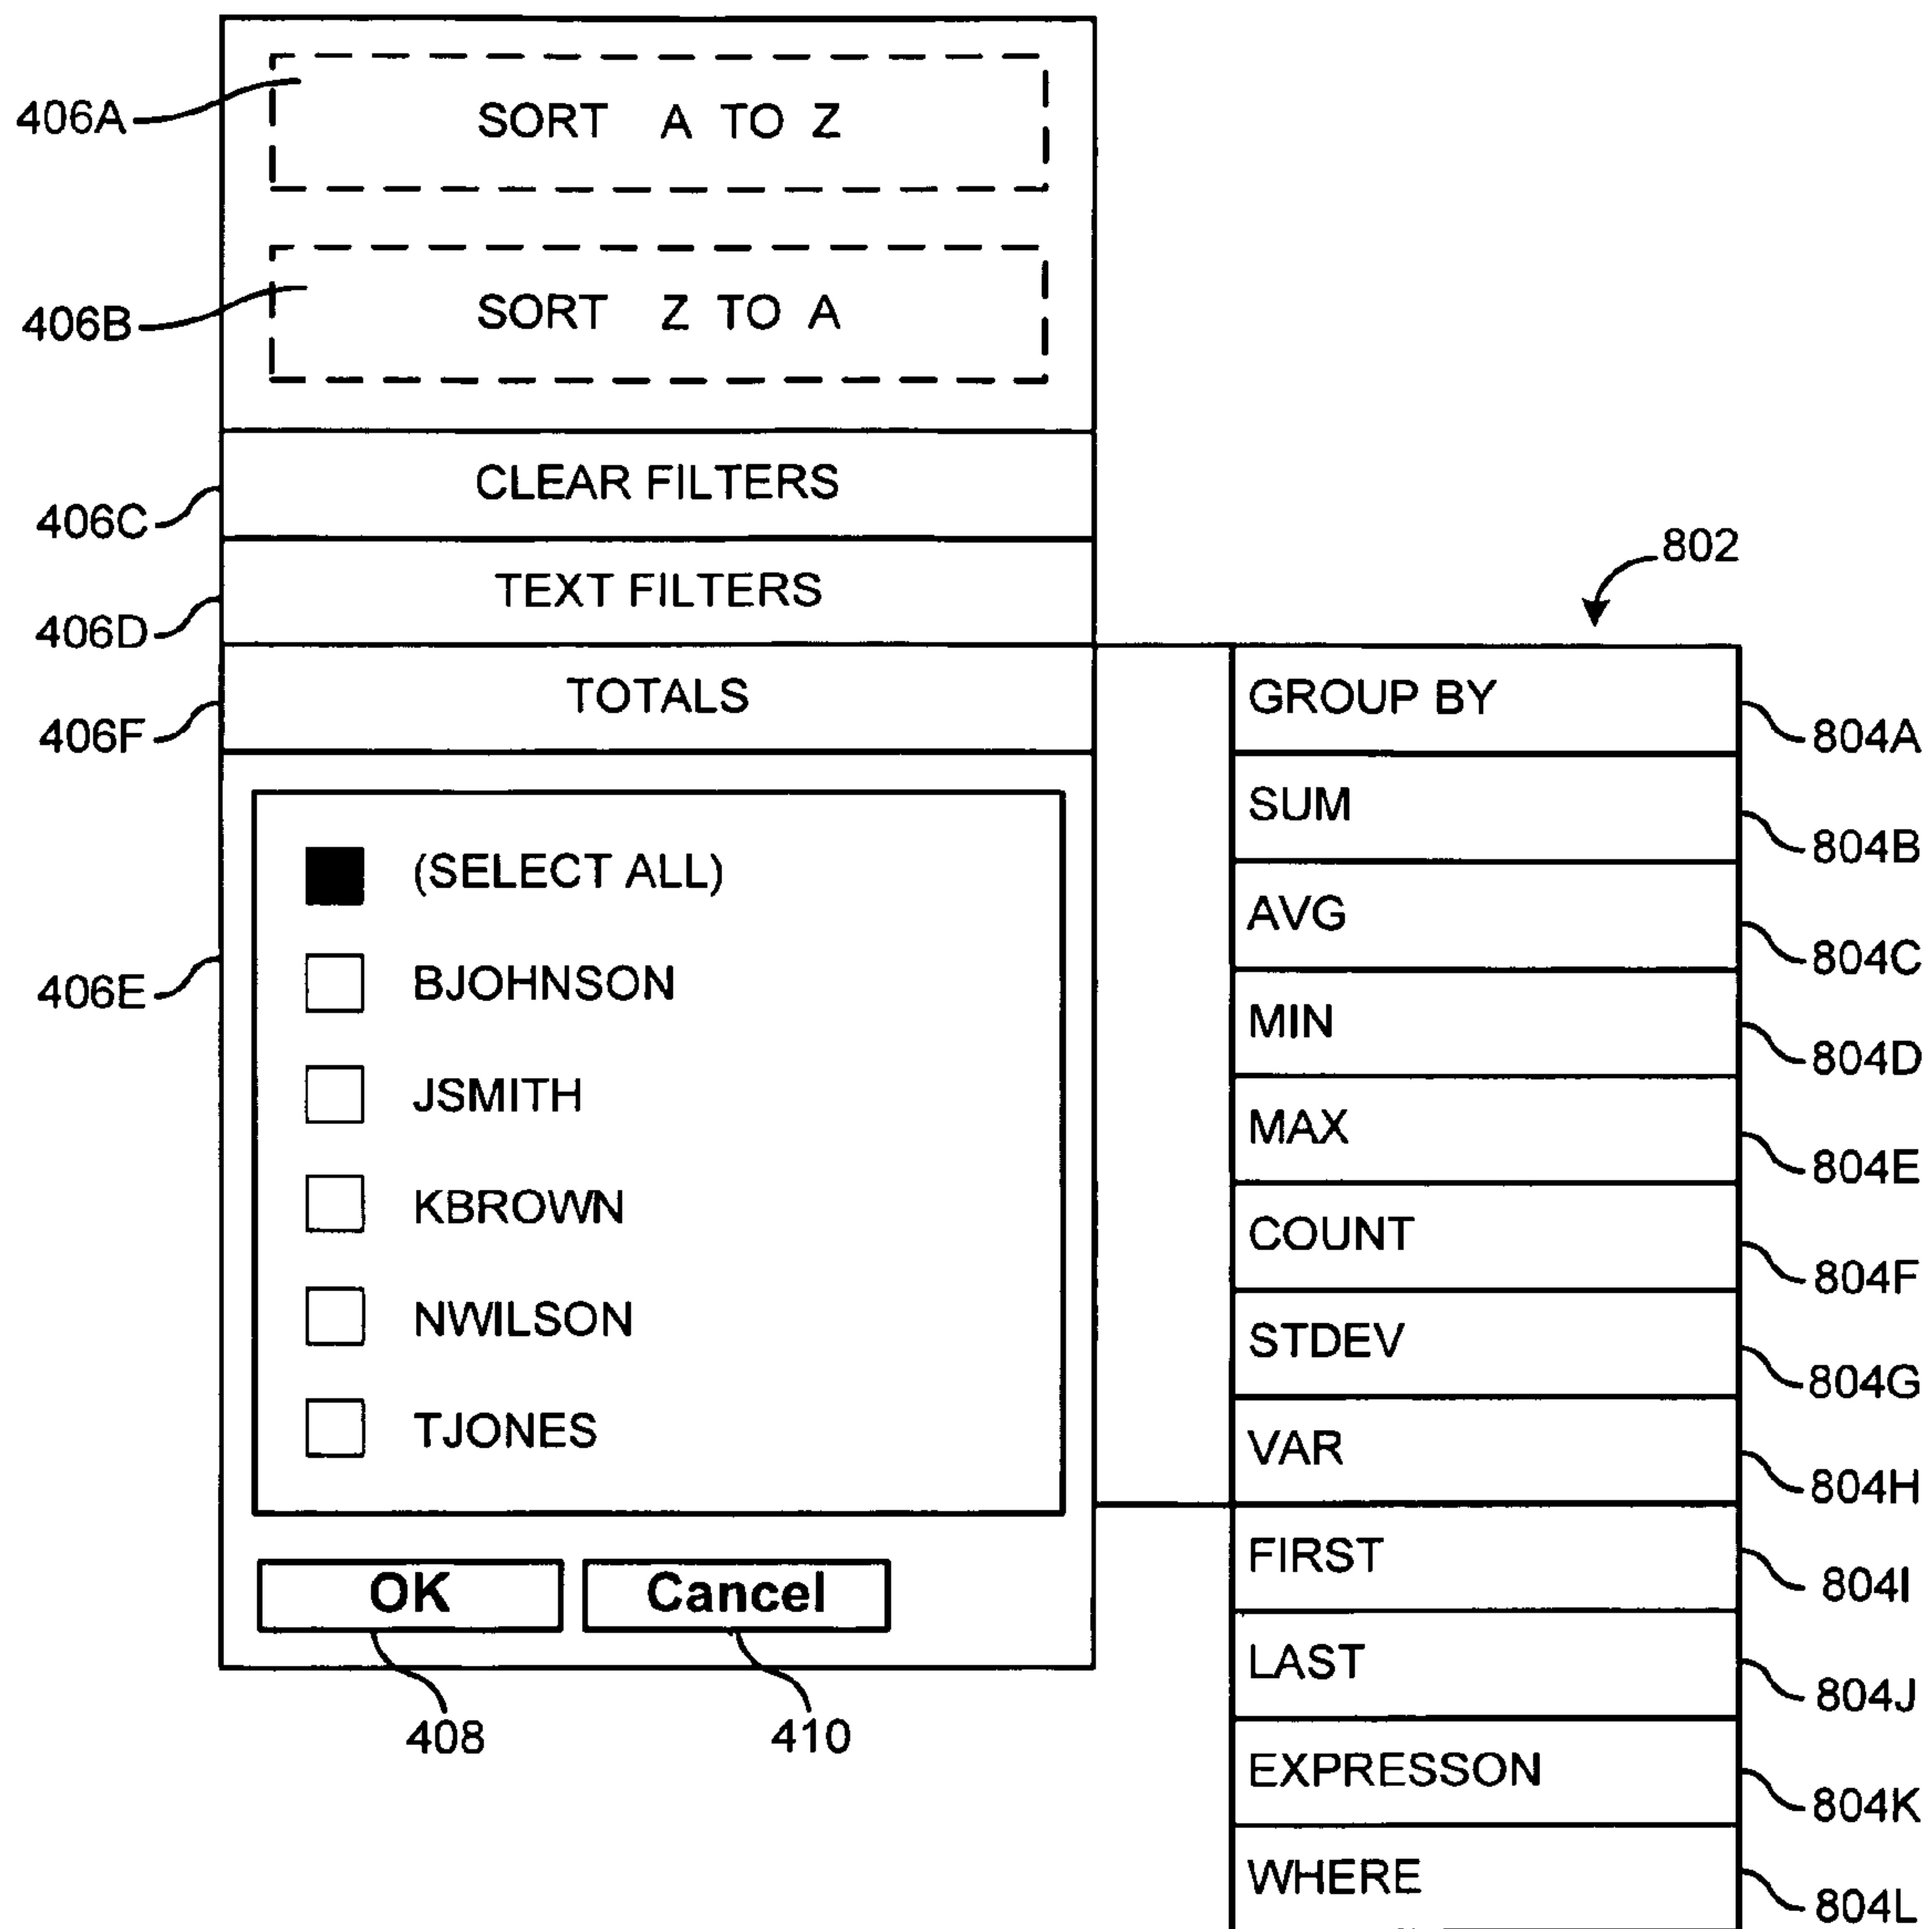 406A
SORT A TO Z
406B
SORT Z TO A
406C
CLEAR FILTERS
406D
TEXT FILTERS
406F
TOTALS
406E
(SELECT ALL)
BJOHNSON
JSMITH
KBROWN
NWILSON
TJONES
OK
Cancel
408
410
802
GROUP BY
804A
SUM
804B
AVG
804C
MIN
804D
MAX
804E
COUNT
804F
STDEV
804G
VAR
804H
FIRST
804I
LAST
804J
EXPRESSON
804K
WHERE
804L